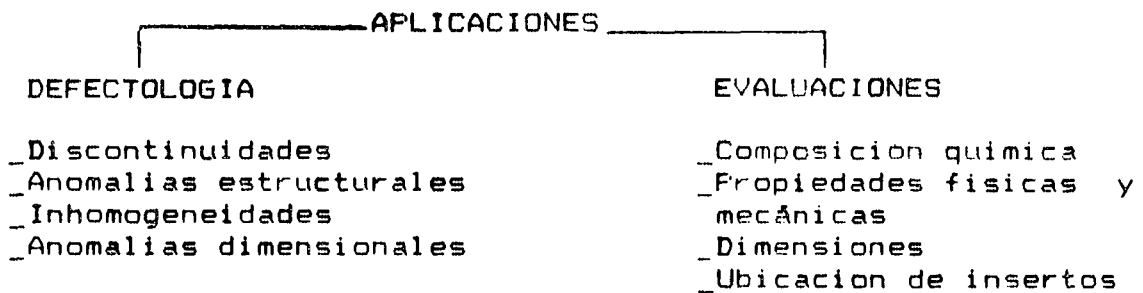 APLICACIONES
DEFECTOLOGIA
_Discontinuidades
_Anomalias estructurales
_Inhomogeneidades
_Anomalias dimensionales
EVALUACIONES
_Composicion quimica
_Propiedades fisicas y
mecánicas
_Dimensiones
_Ubicacion de insertos